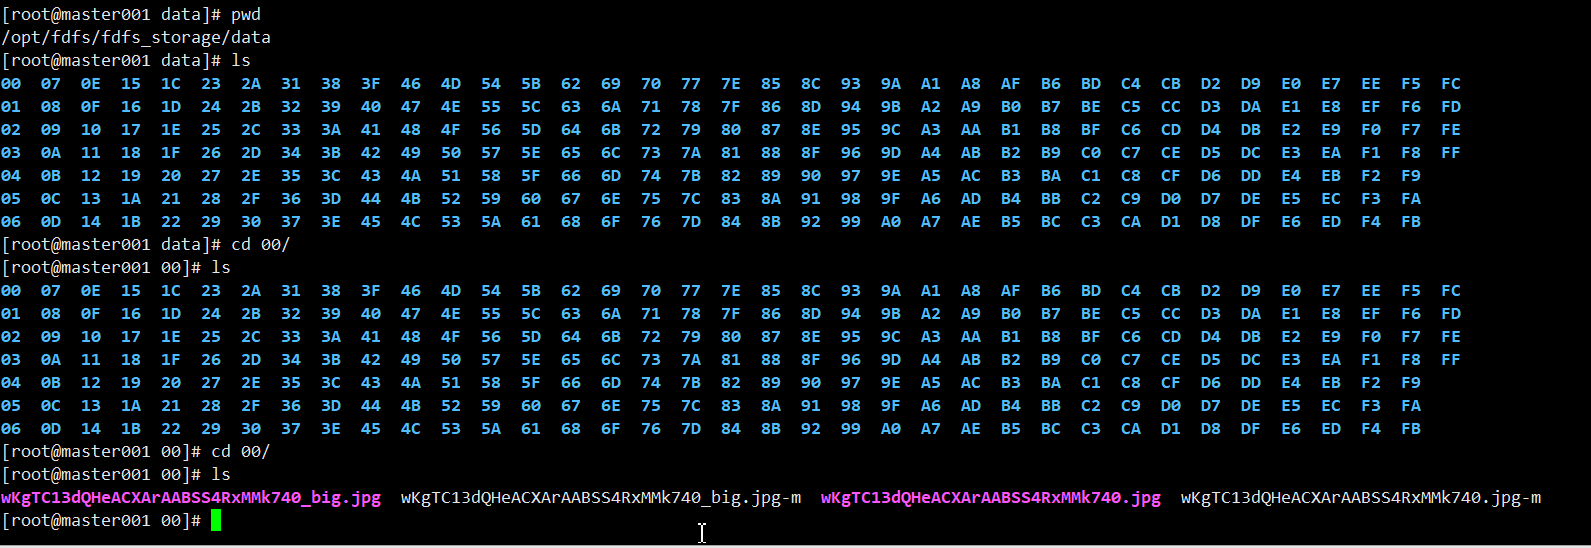 [root@master001 data]# pwd
/opt/fdfs/fdfs_storage/data
[root@master001 data]# ls
00 07 0E 15 1C 23 2A 31 38 3F 46 4D 54 5B 62 69 70 77 7E 85 8C 93 9A A1 A8 AF B6 BD C4 CB D2 D9 E0 E7 EE F5 FC
01 08 0F 16 1D 24 2B 32 39 40 47 4E 55 5C 63 6A 71 78 7F 86 8D 94 9B A2 A9 B0 B7 BE C5 CC D3 DA E1 E8 EF F6 FD
02 09 10 17 1E 25 2C 33 3A 41 48 4F 56 5D 64 6B 72 79 80 87 8E 95 9C A3 AA B1 B8 BF C6 CD D4 DB E2 E9 F0 F7 FE
03 0A 11 18 1F 26 2D 34 3B 42 49 50 57 5E 65 6C 73 7A 81 88 8F 96 9D A4 AB B2 B9 C0 C7 CE D5 DC E3 EA F1 F8 FF
04 0B 12 19 20 27 2E 35 3C 43 4A 51 58 5F 66 6D 74 7B 82 89 90 97 9E A5 AC B3 BA C1 C8 CF D6 DD E4 EB F2 F9
05 0C 13 1A 21 28 2F 36 3D 44 4B 52 59 60 67 6E 75 7C 83 8A 91 98 9F A6 AD B4 BB C2 C9 D0 D7 DE E5 EC F3 FA
06 0D 14 1B 22 29 30 37 3E 45 4C 53 5A 61 68 6F 76 7D 84 8B 92 99 A0 A7 AE B5 BC C3 CA D1 D8 DF E6 ED F4 FB
[root@master001 data]# cd 00/
[root@master001 00]# ls
00 07 0E 15 1C 23 2A 31 38 3F 46 4D 54 5B 62 69 70 77 7E 85 8C 93 9A A1 A8 AF B6 BD C4 CB D2 D9 E0 E7 EE F5 FC
01 08 0F 16 1D 24 2B 32 39 40 47 4E 55 5C 63 6A 71 78 7F 86 8D 94 9B A2 A9 B0 B7 BE C5 CC D3 DA E1 E8 EF F6 FD
02 09 10 17 1E 25 2C 33 3A 41 48 4F 56 5D 64 6B 72 79 80 87 8E 95 9C A3 AA B1 B8 BF C6 CD D4 DB E2 E9 F0 F7 FE
03 0A 11 18 1F 26 2D 34 3B 42 49 50 57 5E 65 6C 73 7A 81 88 8F 96 9D A4 AB B2 B9 C0 C7 CE D5 DC E3 EA F1 F8 FF
04 0B 12 19 20 27 2E 35 3C 43 4A 51 58 5F 66 6D 74 7B 82 89 90 97 9E A5 AC B3 BA C1 C8 CF D6 DD E4 EB F2 F9
05 0C 13 1A 21 28 2F 36 3D 44 4B 52 59 60 67 6E 75 7C 83 8A 91 98 9F A6 AD B4 BB C2 C9 D0 D7 DE E5 EC F3 FA
06 0D 14 1B 22 29 30 37 3E 45 4C 53 5A 61 68 6F 76 7D 84 8B 92 99 A0 A7 AE B5 BC C3 CA D1 D8 DF E6 ED F4 FB
[root@master001 00]# cd 00/
[root@master001 00]# ls
wKgTC13dQHeACXArAABSS4RxMMk740_big.jpg wKgTC13dQHeACXArAABSS4RxMMk740_big.jpg-m wKgTC13dQHeACXArAABSS4RxMMk740.jpg wKgTC13dQHeACXArAABSS4RxMMk740.jpg-m
[root@master001 00]#